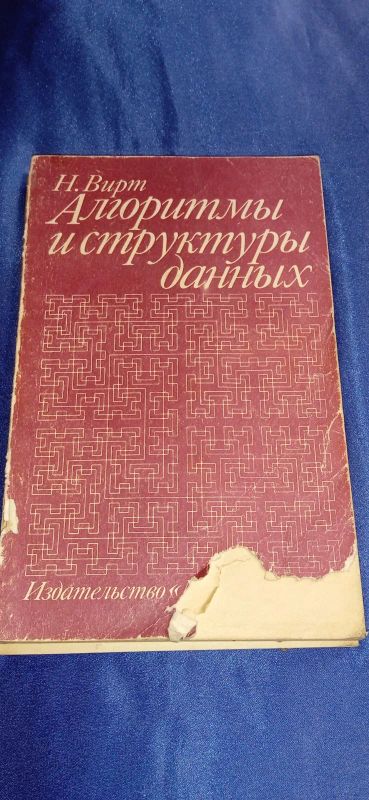 Н. Вирт
Алгоритмы
и структуры
данных
Издательство «